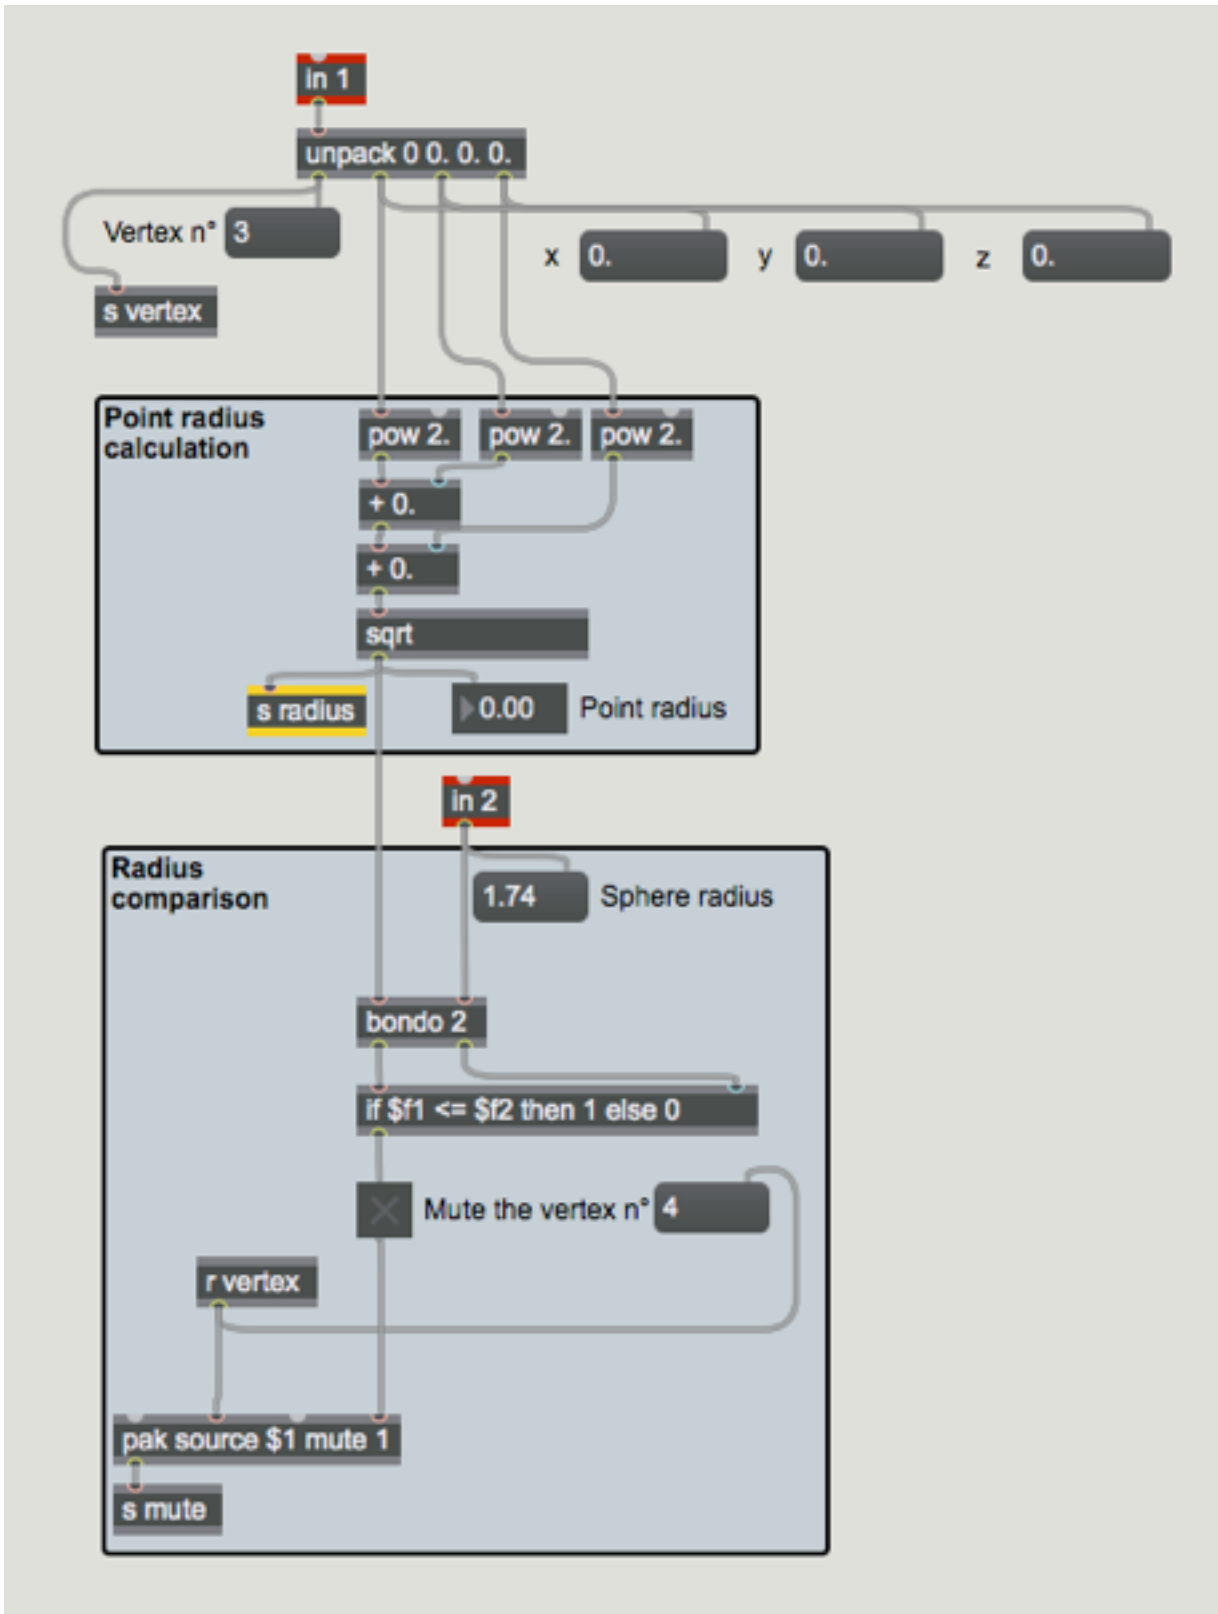 in 1
unpack 0 0. 0. 0.
Vertex n° 3
x 0. y 0. z 0.
s vertex
Point radius
calculation
pow 2. pow 2. pow 2.
+ 0.
+ 0.
sqrt
s radius 0.00 Point radius
in 2
Radius
comparison
1.74 Sphere radius
bondo 2
if $f1 <= $f2 then 1 else 0
Mute the vertex n° 4
r vertex
pak source $1 mute 1
s mute